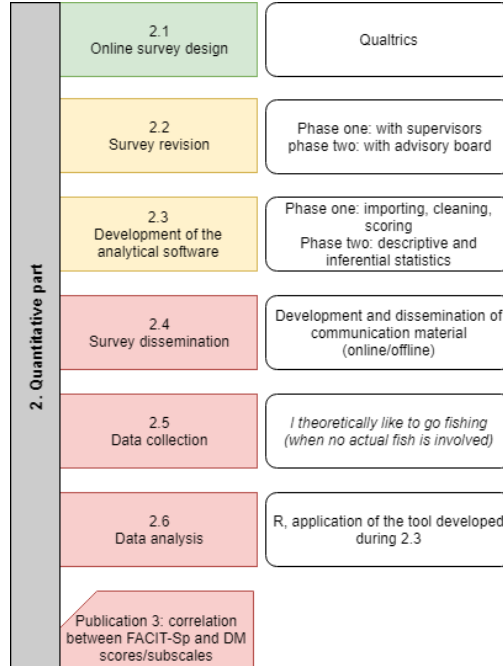 2. Quantitative part
2.1
Online survey design
Qualtrics
2.2
Survey revision
Phase one: with supervisors
phase two: with advisory board
2.3
Development of the
analytical software
Phase one: importing, cleaning,
scoring
Phase two: descriptive and
inferential statistics
2.4
Survey dissemination
Development and dissemination of
communication material
(online/offline)
2.5
Data collection
I theoretically like to go fishing
(when no actual fish is involved)
2.6
Data analysis
R, application of the tool developed
during 2.3
Publication 3: correlation
between FACIT-Sp and DM
scores/subscales